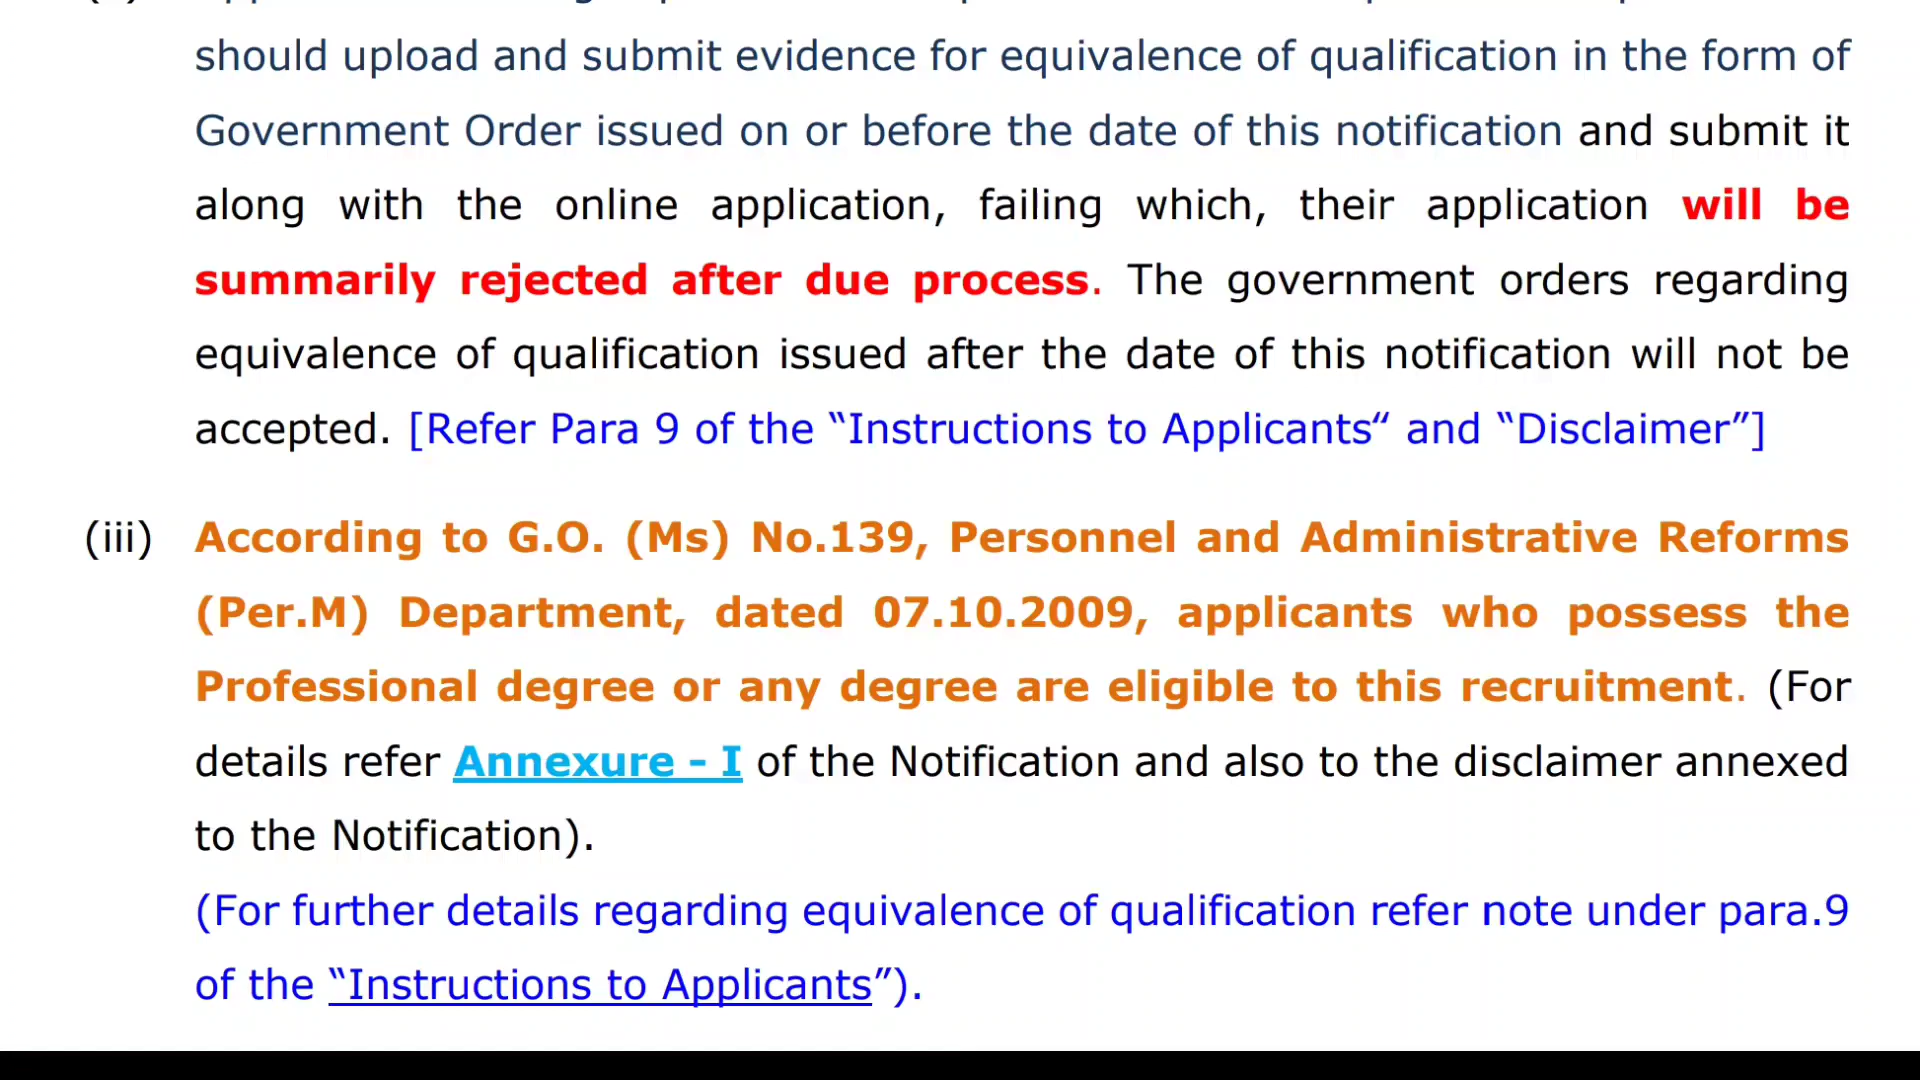 should upload and submit evidence for equivalence of qualification in the form of
Government Order issued on or before the date of this notification and submit it
along with the online application, failing which, their application will be
summarily rejected after due process. The government orders regarding
equivalence of qualification issued after the date of this notification will not be
accepted. [Refer Para 9 of the “Instructions to Applicants“ and “Disclaimer”]
(iii) According to G.O. (Ms) No.139, Personnel and Administrative Reforms
(Per.M) Department, dated 07.10.2009, applicants who possess the
Professional degree or any degree are eligible to this recruitment. (For
details refer Annexure - I of the Notification and also to the disclaimer annexed
to the Notification).
(For further details regarding equivalence of qualification refer note under para.9
of the “Instructions to Applicants”).